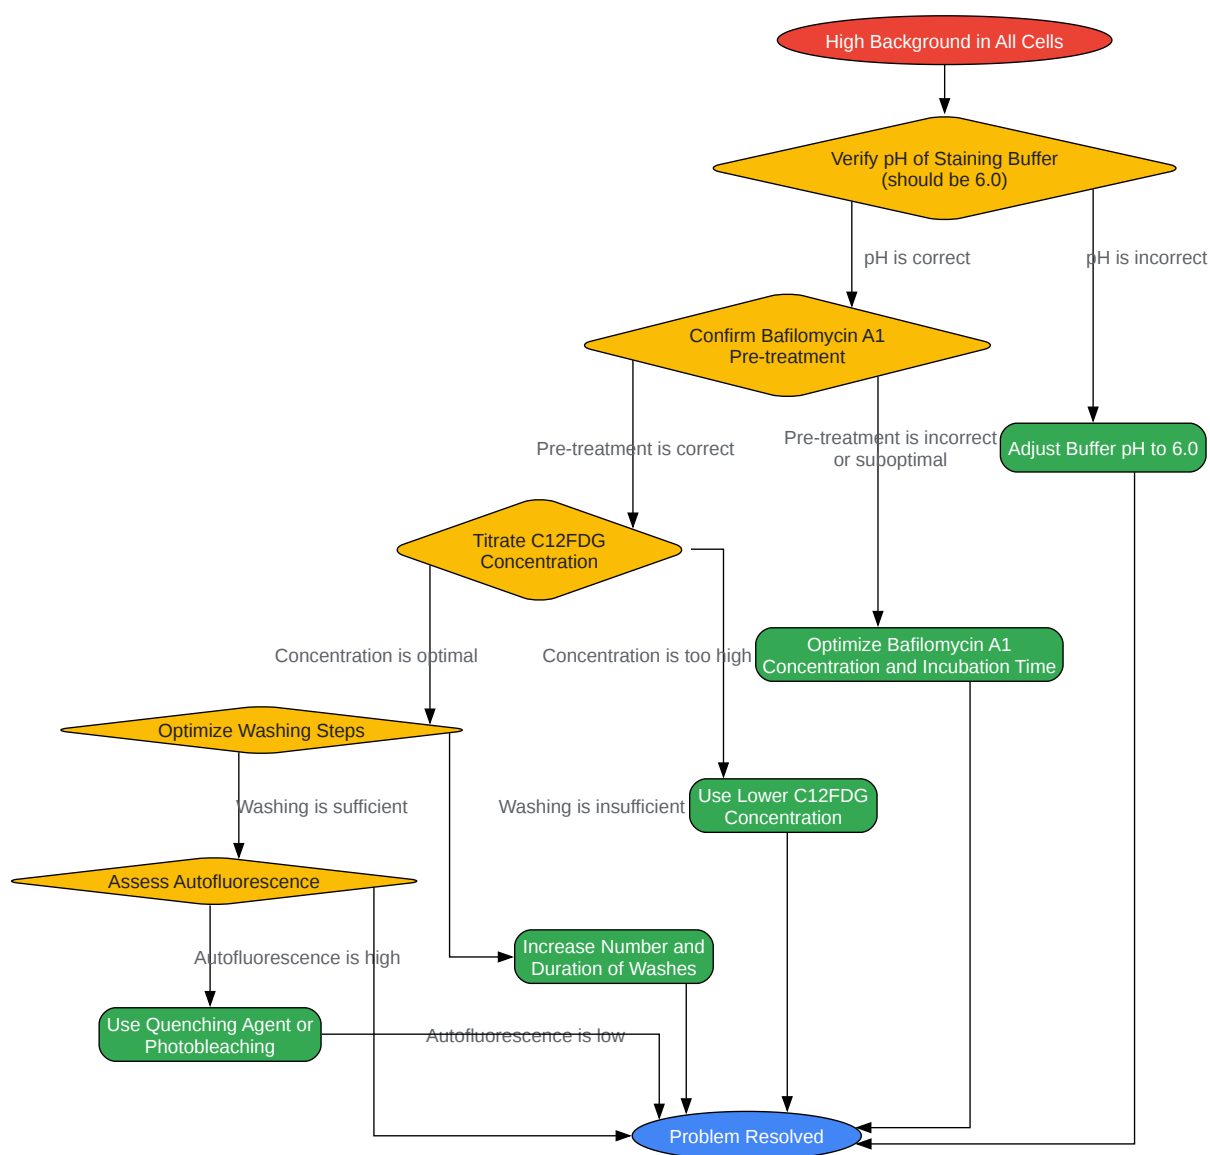 High Background in All Cells
Verify pH of Staining Buffer
(should be 6.0)
pH is correct
pH is incorrect
Confirm Bafilomycin A1
Pre-treatment
Pre-treatment is correct
Pre-treatment is incorrect
or suboptimal
Adjust Buffer pH to 6.0
Titrate C12FDG
Concentration
Concentration is optimal
Concentration is too high
Optimize Bafilomycin A1
Concentration and Incubation Time
Optimize Washing Steps
Washing is sufficient
Washing is insufficient
Use Lower C12FDG
Concentration
Assess Autofluorescence
Autofluorescence is high
Increase Number and
Duration of Washes
Use Quenching Agent or
Photobleaching
Autofluorescence is low
Problem Resolved